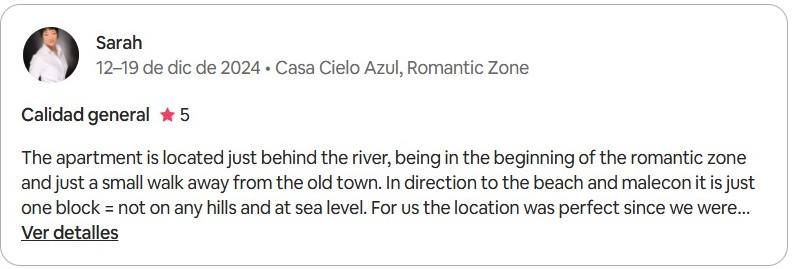 Sarah
12–19 de dic de 2024 • Casa Cielo Azul, Romantic Zone
Calidad general ★ 5
The apartment is located just behind the river, being in the beginning of the romantic zone
and just a small walk away from the old town. In direction to the beach and malecon it is just
one block = not on any hills and at sea level. For us the location was perfect since we were...
Ver detalles